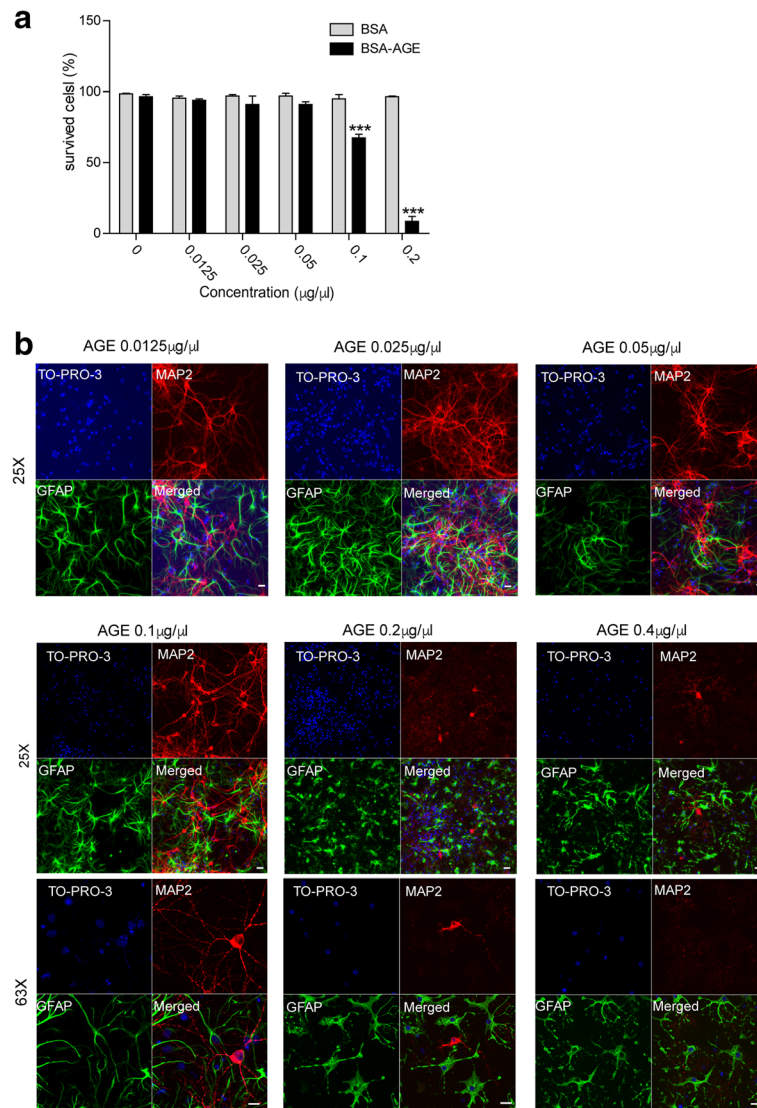 a
150
100
50
0
survived celsl (%)
BSA
BSA-AGE
***
***
0
0.0125
0.025
0.05
0.1
0.2
Concentration (μg/μl)
b
AGE 0.0125μg/μl
AGE 0.025μg/μl
AGE 0.05μg/μl
25X
TO-PRO-3
MAP2
TO-PRO-3
MAP2
TO-PRO-3
MAP2
GFAP
Merged
GFAP
Merged
GFAP
Merged
AGE 0.1μg/μl
AGE 0.2μg/μl
AGE 0.4μg/μl
25X
TO-PRO-3
MAP2
TO-PRO-3
MAP2
TO-PRO-3
MAP2
GFAP
Merged
GFAP
Merged
GFAP
Merged
63X
TO-PRO-3
MAP2
TO-PRO-3
MAP2
TO-PRO-3
MAP2
GFAP
Merged
GFAP
Merged
GFAP
Merged